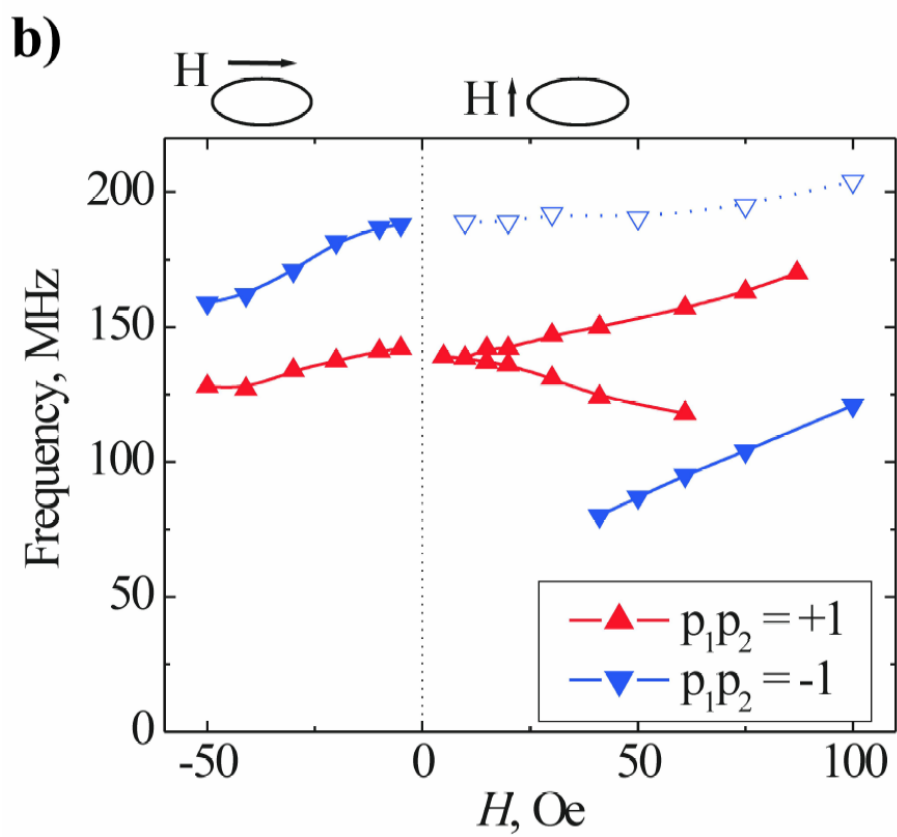 b)
H
H
200
150
100
50
0
Frequency, MHz
p₁p₂ = +1
p₁p₂ = -1
-50 0 50 100
H, Oe